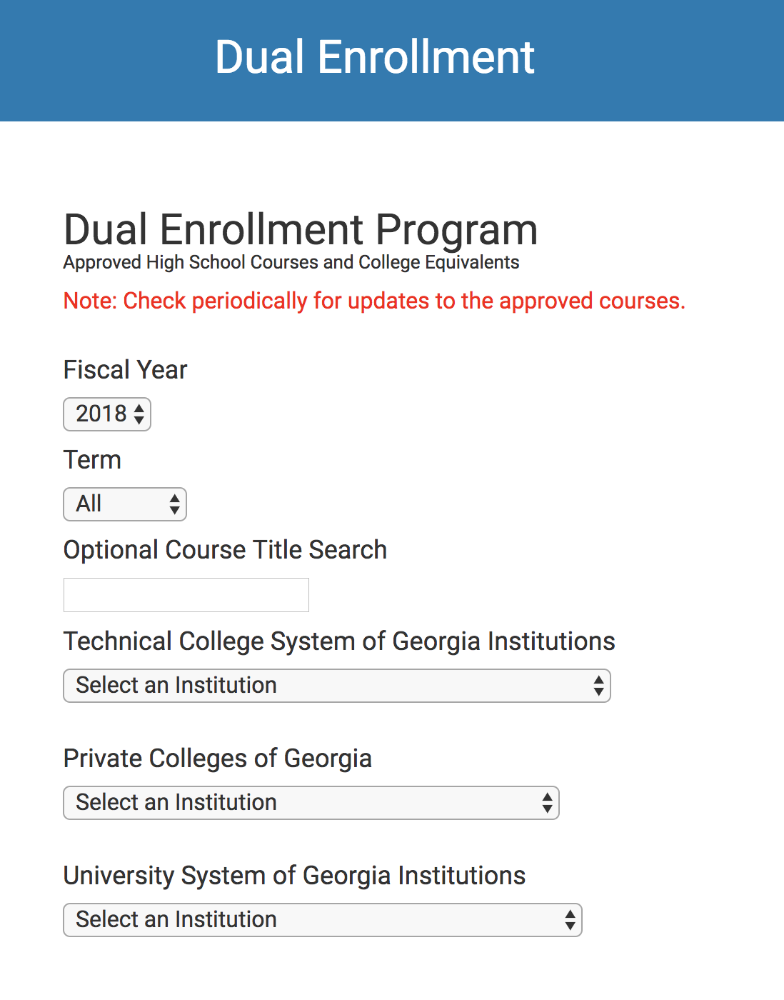 Dual Enrollment
Dual Enrollment Program
Approved High School Courses and College Equivalents
Note: Check periodically for updates to the approved courses.
Fiscal Year
2018
Term
All
Optional Course Title Search
Technical College System of Georgia Institutions
Select an Institution
Private Colleges of Georgia
Select an Institution
University System of Georgia Institutions
Select an Institution